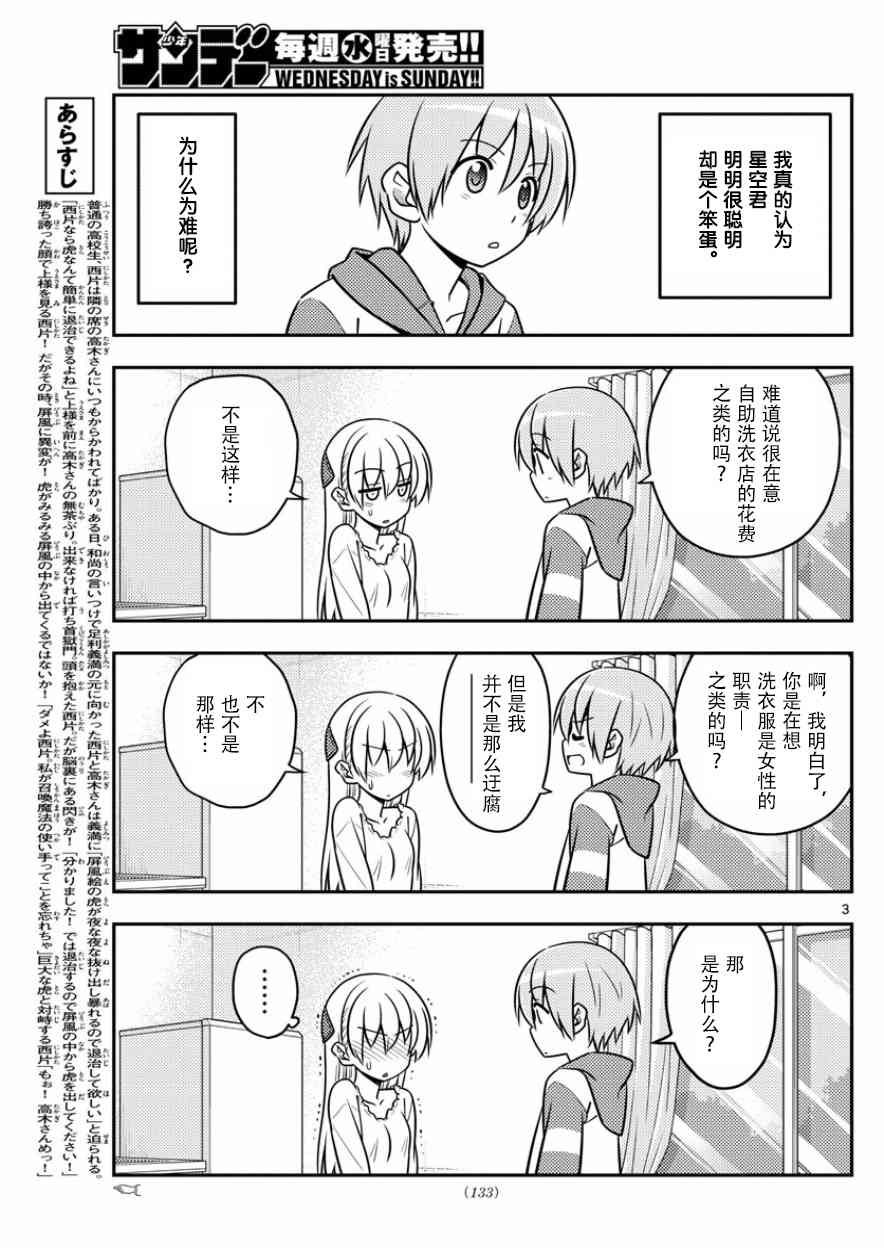 少年サンデー
毎週水曜日発売!!
WEDNESDAY is SUNDAY!!
我真的认为
星空君
明明很聪明
却是个笨蛋。
为什么为难呢？
难道说很在意
自助洗衣店的花费
之类的吗？
不是这样…
啊，我明白了，
你是在想
洗衣服是女性的
职责—
之类的吗？
但是我
并不是那么迂腐
——
不
也不是
那样…
3
那
是为什么？
……
あらすじ
普通の高校生、西片は隣の席の高木さんにいつもからかわれてばかり。ある日、和尚の言いつけで足利義満の元に向かった西片と高木さんは義満に「屏風絵の虎が夜な夜な抜け出し暴れるので退治して欲しい」と迫られる。
「西片なら虎なんて簡単に退治できるよね」と上様を前に高木さんの無茶ぶり。出来なければ打ち首獄門。頭を抱えた西片。だが脳裏にある閃きが！「分かりました！では退治するので屏風の中から虎を出してください！」
勝ち誇った顔で上様を見る西片！だがその時、屏風に異変が！虎がみるみる屏風の中から出てくるではないか！「ダメよ西片。私が召喚魔法の使い手ってことを忘れちゃ」巨大な虎と対峙する西片「もぉ！高木さんめっ！」
(133)